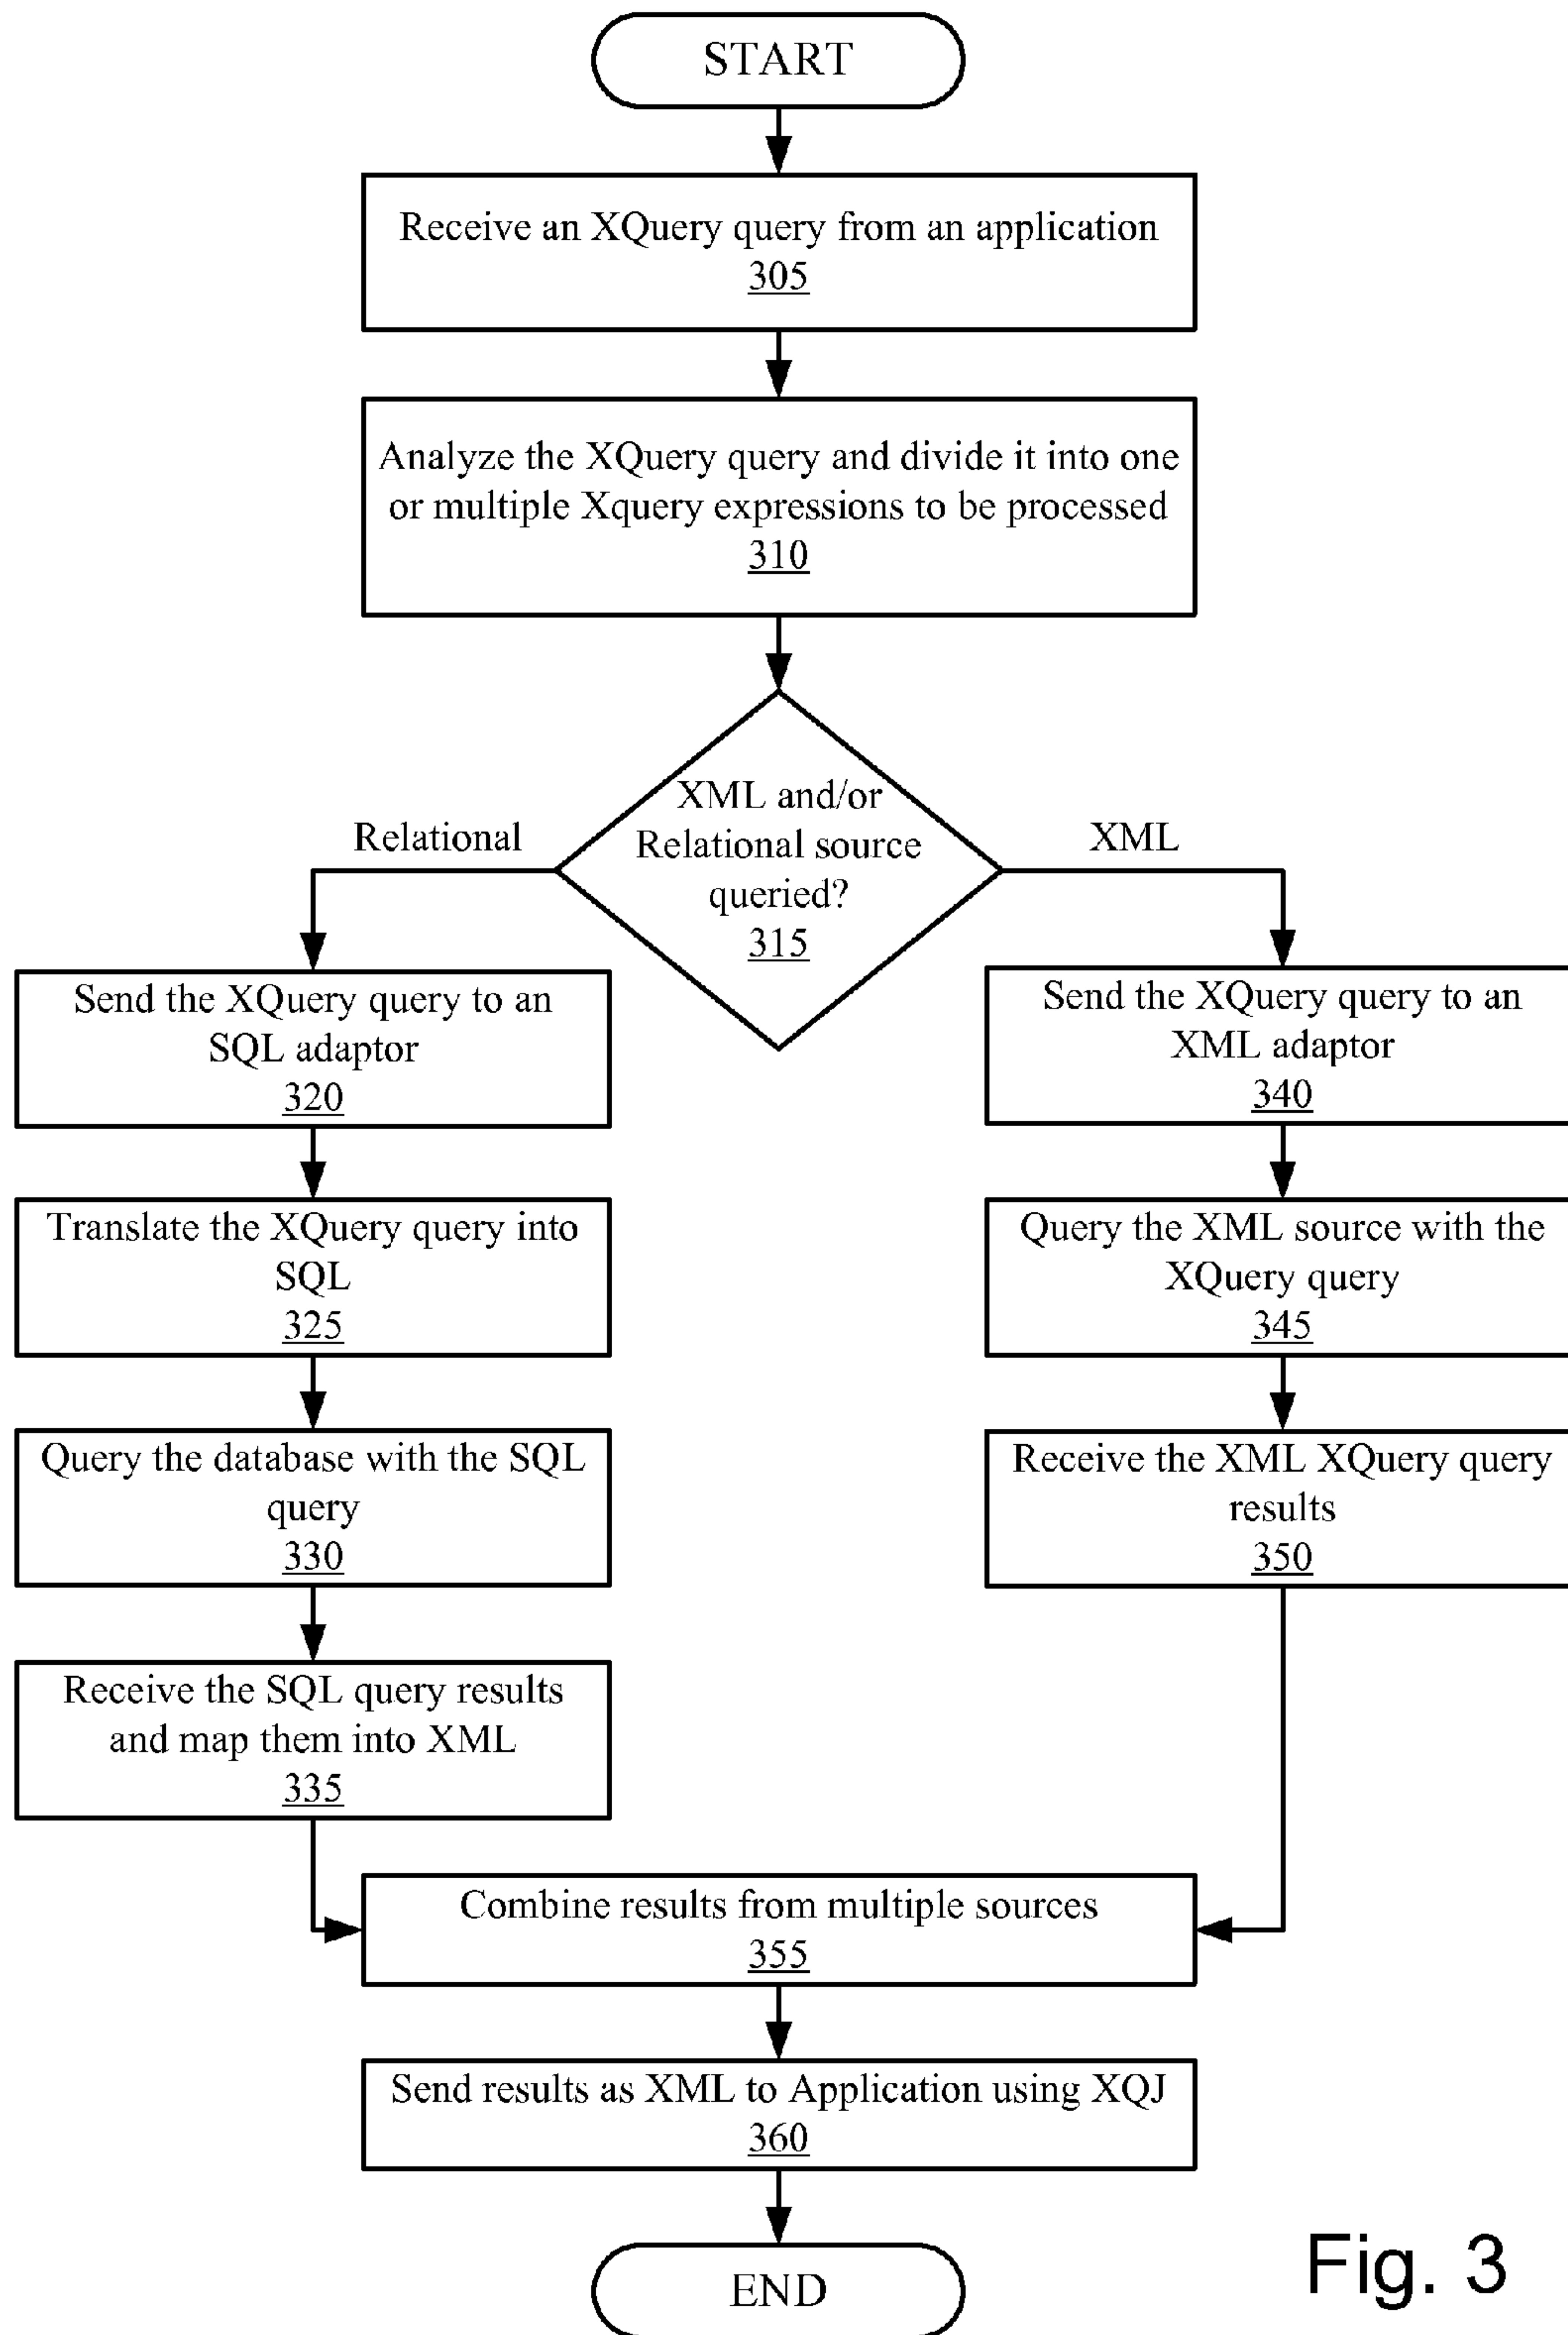 START
Receive an XQuery query from an application
305
Analyze the XQuery query and divide it into one
or multiple Xquery expressions to be processed
310
XML and/or
Relational source
queried?
315
Relational
XML
Send the XQuery query to an
SQL adaptor
320
Translate the XQuery query into
SQL
325
Query the database with the SQL
query
330
Receive the SQL query results
and map them into XML
335
Send the XQuery query to an
XML adaptor
340
Query the XML source with the
XQuery query
345
Receive the XML XQuery query
results
350
Combine results from multiple sources
355
Send results as XML to Application using XQJ
360
END
Fig. 3